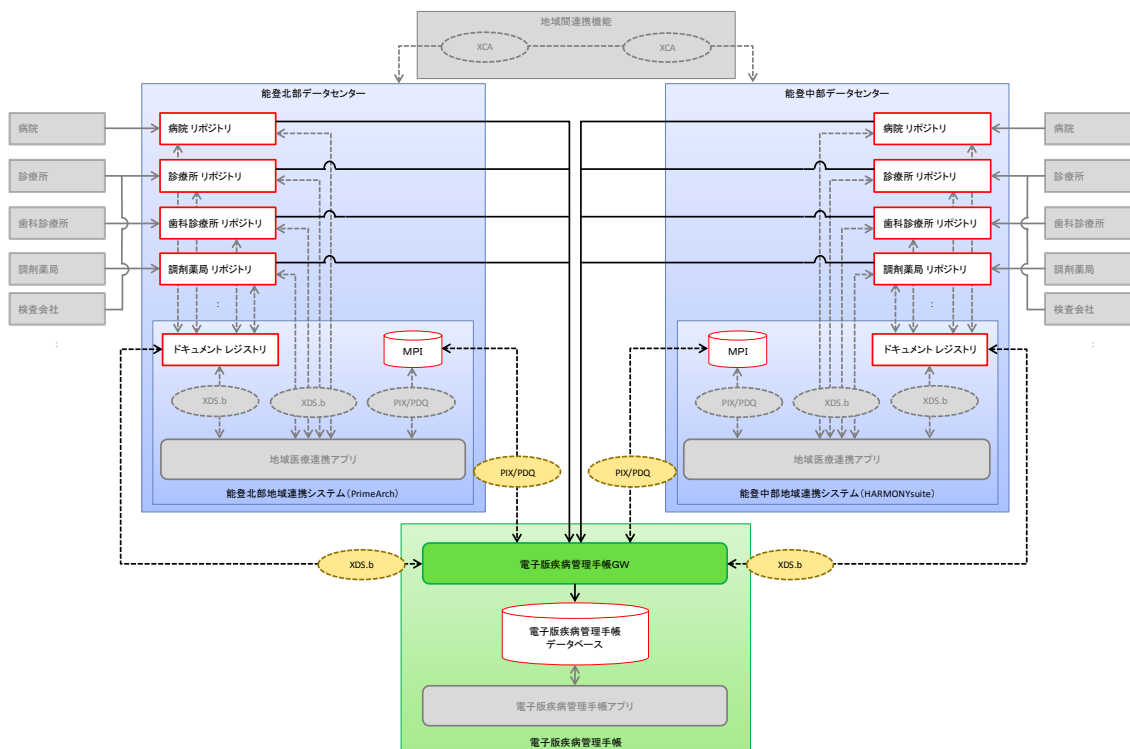 地域間連携機能
XCA
XCA
能登北部データセンター
能登中部データセンター
病院
病院 リポジトリ
病院 リポジトリ
病院
診療所
診療所 リポジトリ
診療所 リポジトリ
診療所
歯科診療所
歯科診療所 リポジトリ
歯科診療所 リポジトリ
歯科診療所
調剤薬局
調剤薬局 リポジトリ
調剤薬局 リポジトリ
調剤薬局
検査会社
:
:
検査会社
:
:
ドキュメント レジストリ
MPI
MPI
ドキュメント レジストリ
XDS.b
XDS.b
PIX/PDQ
PIX/PDQ
XDS.b
XDS.b
地域医療連携アプリ
地域医療連携アプリ
PIX/PDQ
PIX/PDQ
能登北部地域連携システム(PrimeArch)
能登中部地域連携システム(HARMONYsuite)
XDS.b
電子版疾病管理手帳GW
XDS.b
電子版疾病管理手帳
データベース
電子版疾病管理手帳アプリ
電子版疾病管理手帳